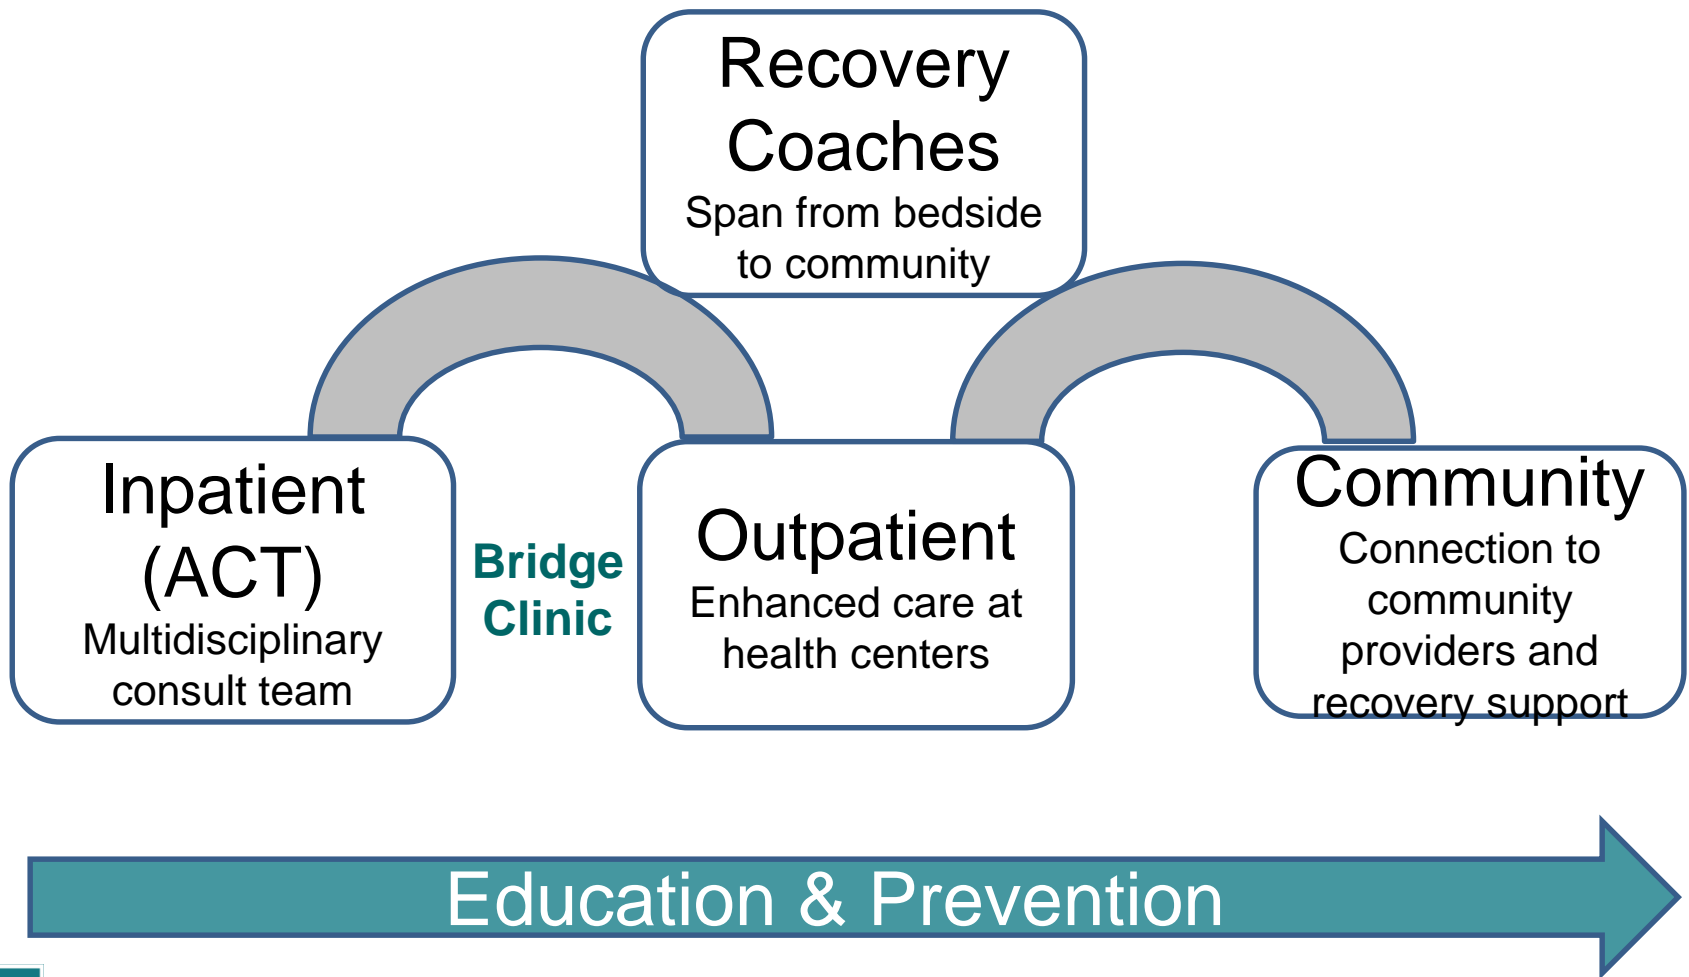 Recovery
Coaches
Span from bedside
to community
Inpatient
(ACT)
Multidisciplinary
consult team
Bridge
Clinic
Outpatient
Enhanced care at
health centers
Community
Connection to
community
providers and
recovery support
Education & Prevention